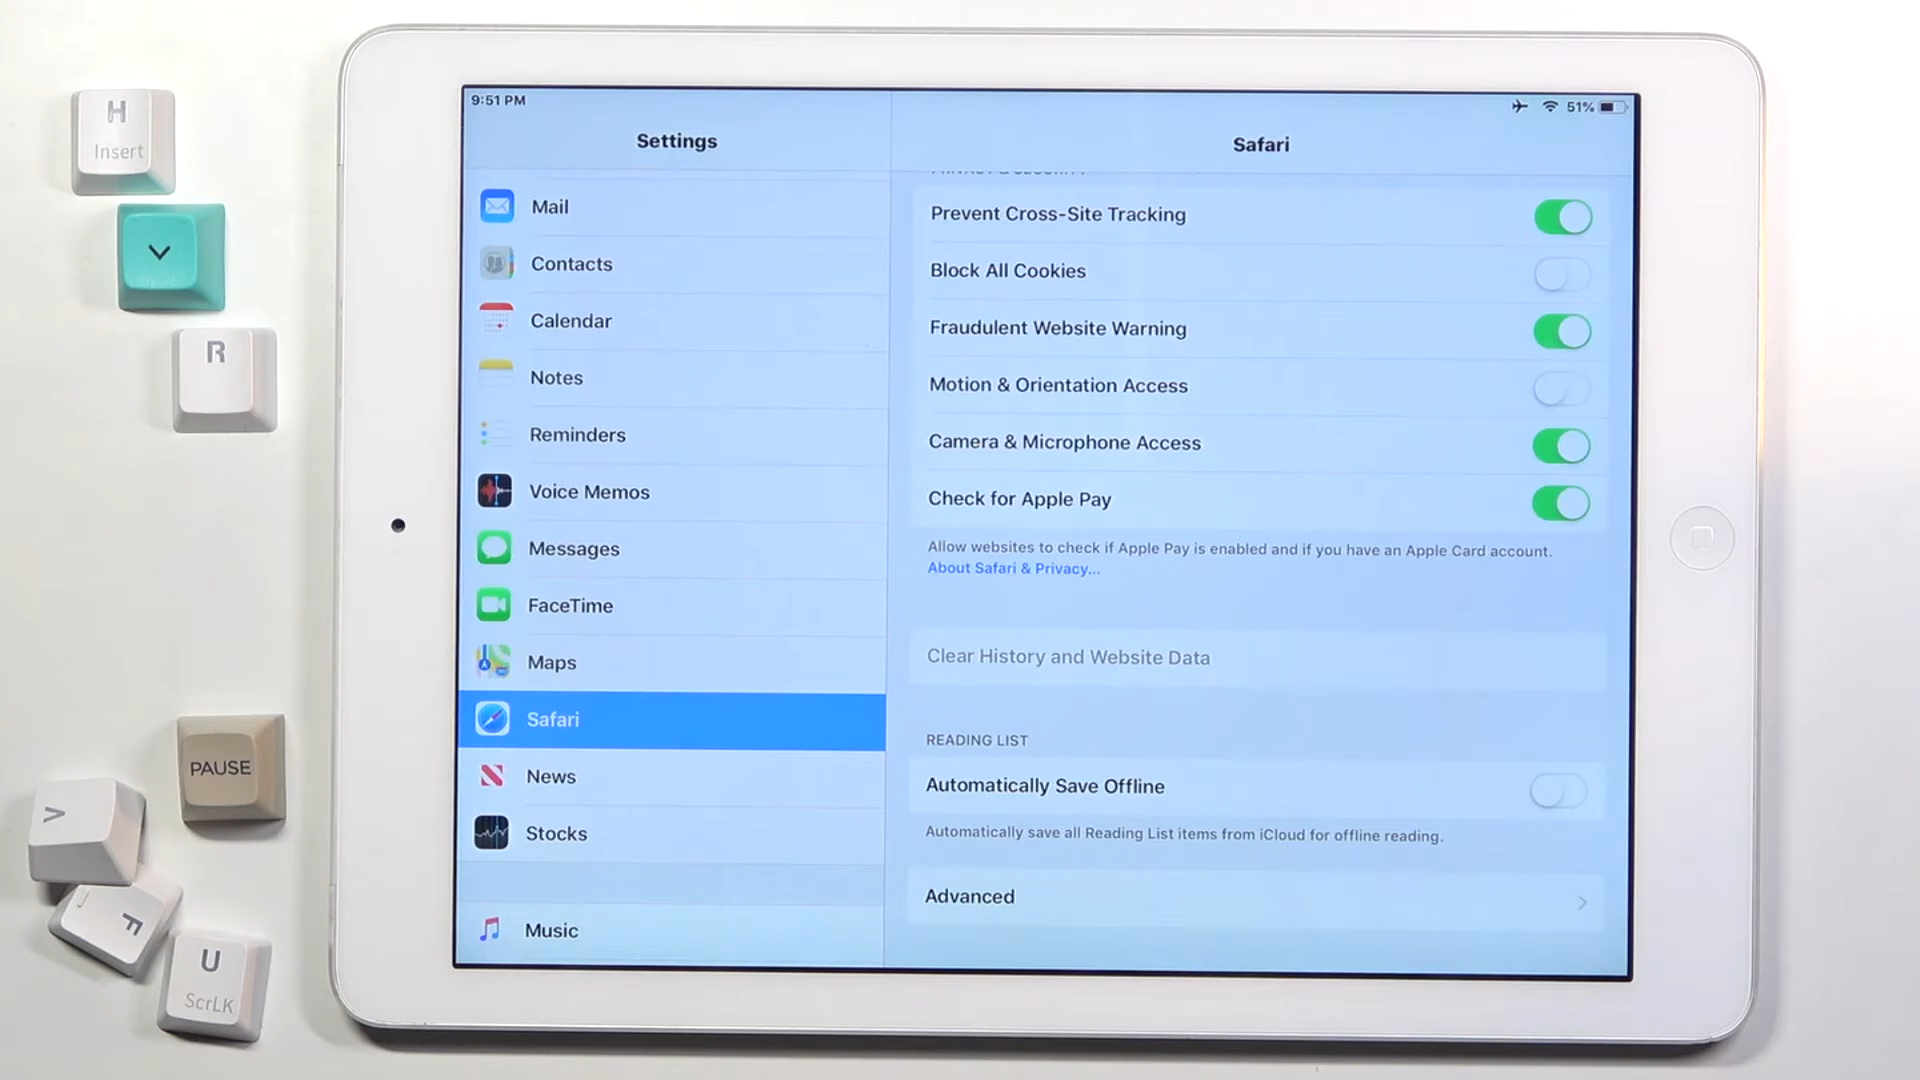 H
Insert
R
PAUSE
V
F
U
ScrLK
9:51 PM
51%
Settings
Mail
Contacts
Calendar
Notes
Reminders
Voice Memos
Messages
FaceTime
Maps
Safari
News
Stocks
Music
Safari
PRIVACY & SECURITY
Prevent Cross-Site Tracking
Block All Cookies
Fraudulent Website Warning
Motion & Orientation Access
Camera & Microphone Access
Check for Apple Pay
Allow websites to check if Apple Pay is enabled and if you have an Apple Card account.
About Safari & Privacy...
Clear History and Website Data
READING LIST
Automatically Save Offline
Automatically save all Reading List items from iCloud for offline reading.
Advanced